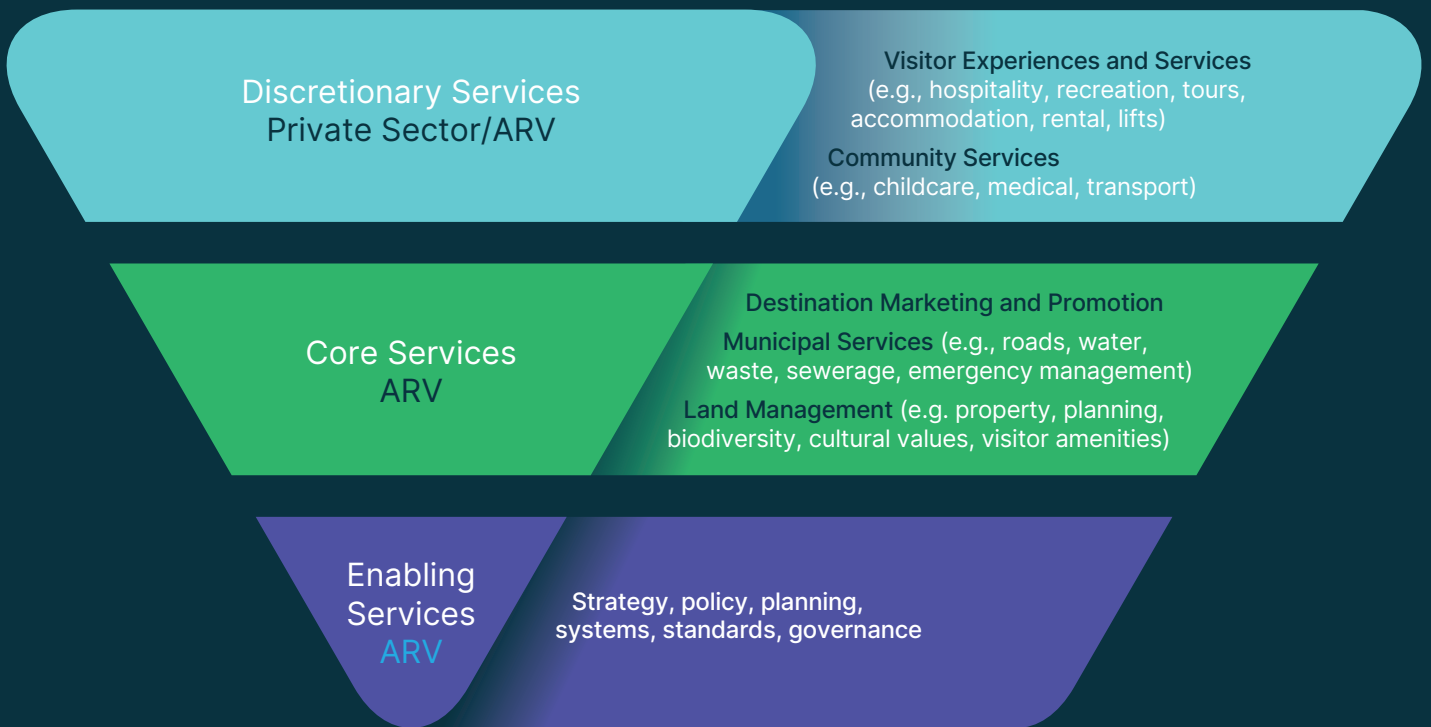 Discretionary Services
Private Sector/ARV
Visitor Experiences and Services
(e.g., hospitality, recreation, tours,
accommodation, rental, lifts)
Community Services
(e.g., childcare, medical, transport)
Core Services
ARV
Destination Marketing and Promotion
Municipal Services (e.g., roads, water,
waste, sewerage, emergency management)
Land Management (e.g. property, planning,
biodiversity, cultural values, visitor amenities)
Enabling
Services
ARV
Strategy, policy, planning,
systems, standards, governance